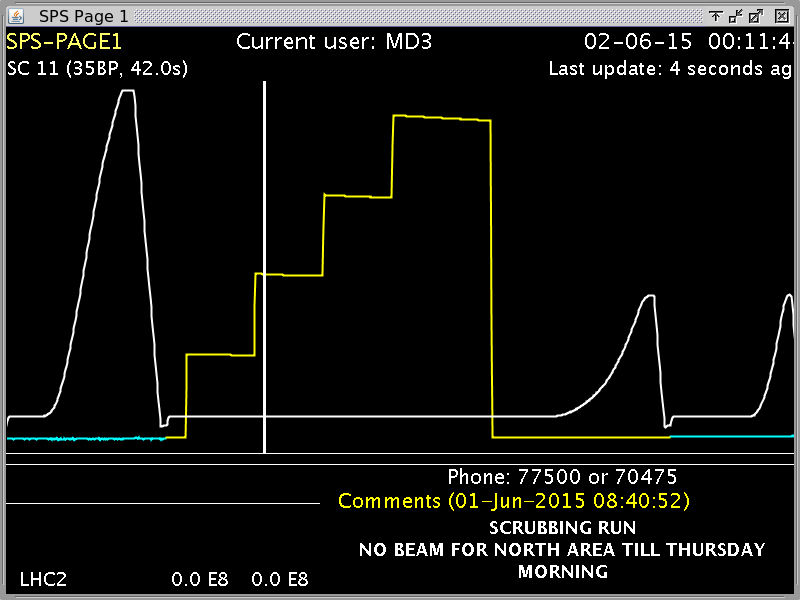 SPS Page 1
SPS-PAGE1 Current user: MD3 02-06-15 00:11:4
SC 11 (35BP, 42.0s) Last update: 4 seconds ag
Phone: 77500 or 70475
Comments (01-Jun-2015 08:40:52)
SCRUBBING RUN
NO BEAM FOR NORTH AREA TILL THURSDAY
MORNING
LHC2 0.0 E8 0.0 E8